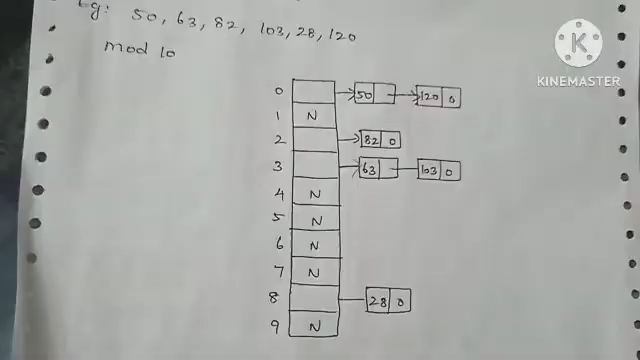 Eg: 50, 63, 82, 103, 28, 120
mod 10
KINEMASTER
0 50 120 0
1 N
2 82 0
3 63 103 0
4 N
5 N
6 N
7 N
8 28 0
9 N